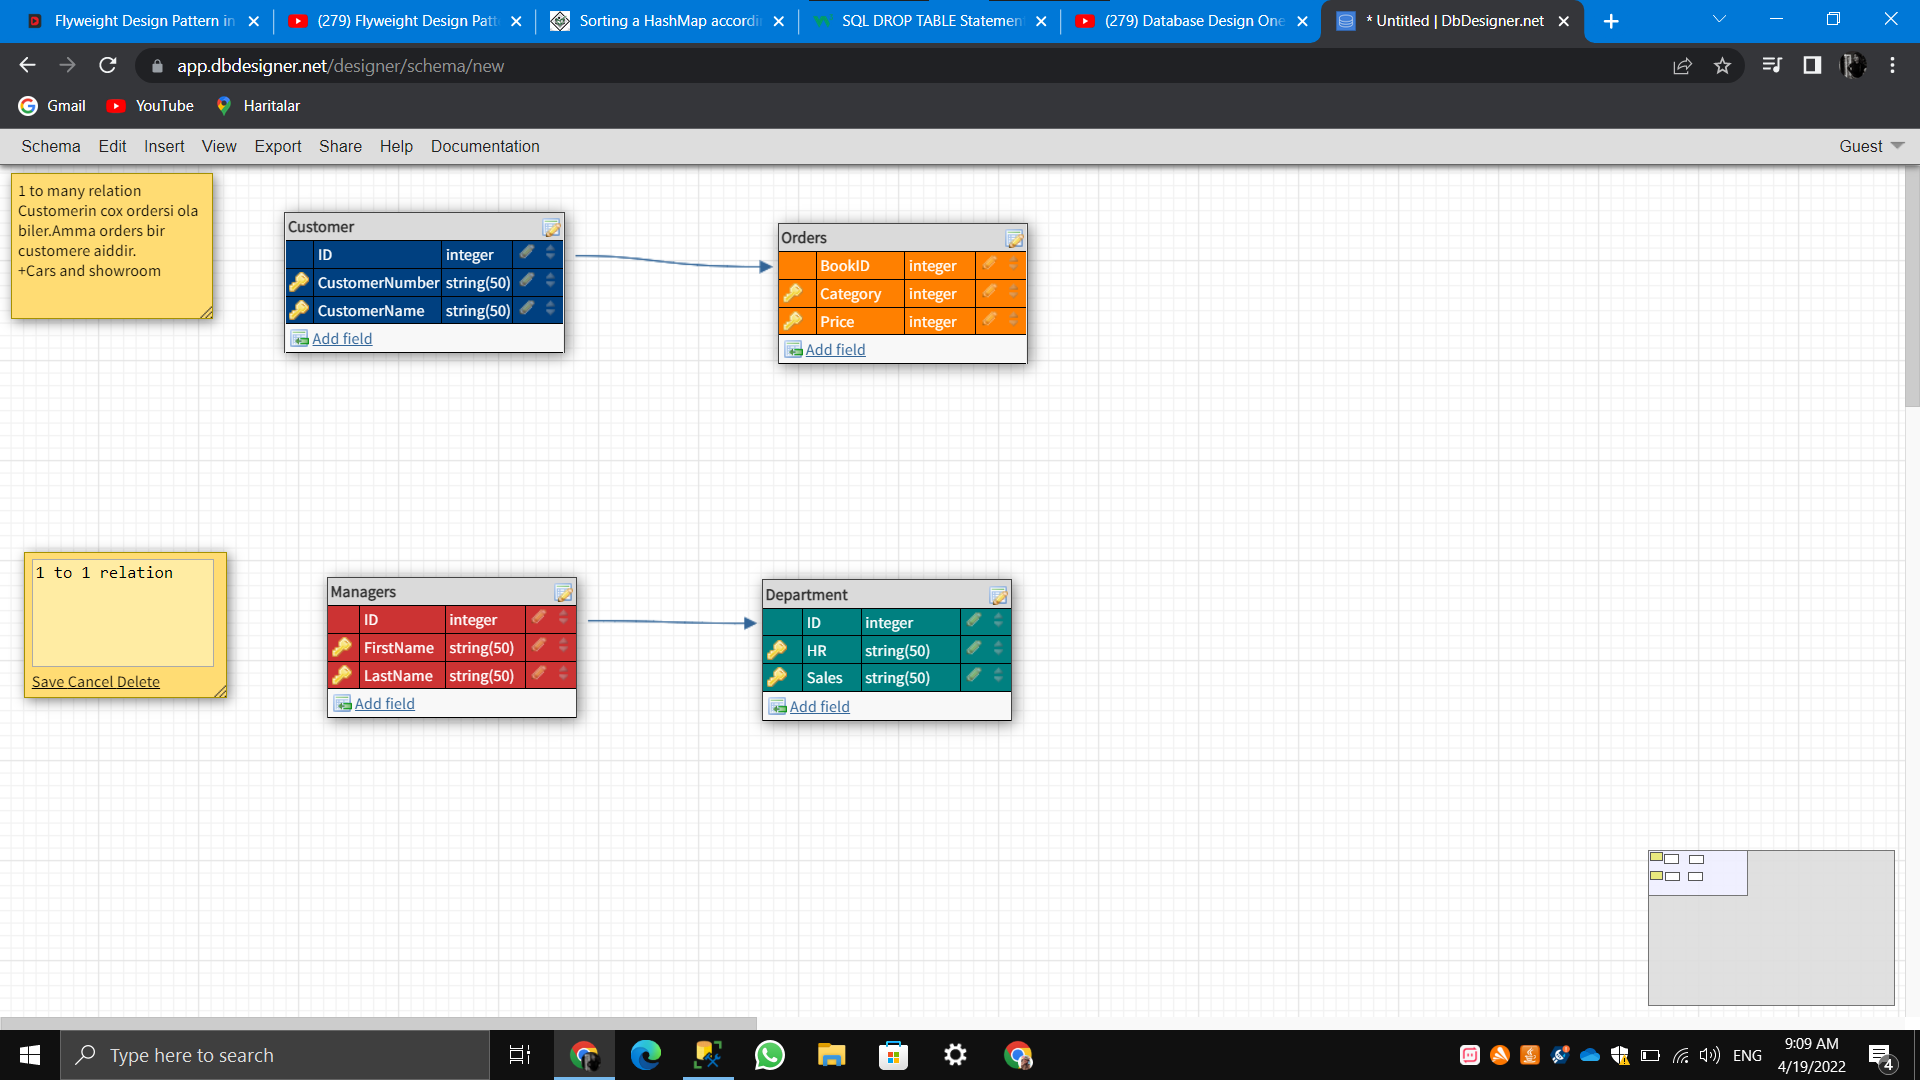 Flyweight Design Pattern in
(279) Flyweight Design Patt
Sorting a HashMap accordi
SQL DROP TABLE Statement
(279) Database Design One
* Untitled | DbDesigner.net
app.dbdesigner.net/designer/schema/new
Gmail
YouTube
Haritalar
Schema Edit Insert View Export Share Help Documentation
Guest
1 to many relation
Customerin cox ordersi ola
biler.Amma orders bir
customere aiddir.
+Cars and showroom
Customer
ID integer
CustomerNumber string(50)
CustomerName string(50)
Add field
Orders
BookID integer
Category integer
Price integer
Add field
1 to 1 relation
Save Cancel Delete
Managers
ID integer
FirstName string(50)
LastName string(50)
Add field
Department
ID integer
HR string(50)
Sales string(50)
Add field
Type here to search
ENG
9:09 AM
4/19/2022
4